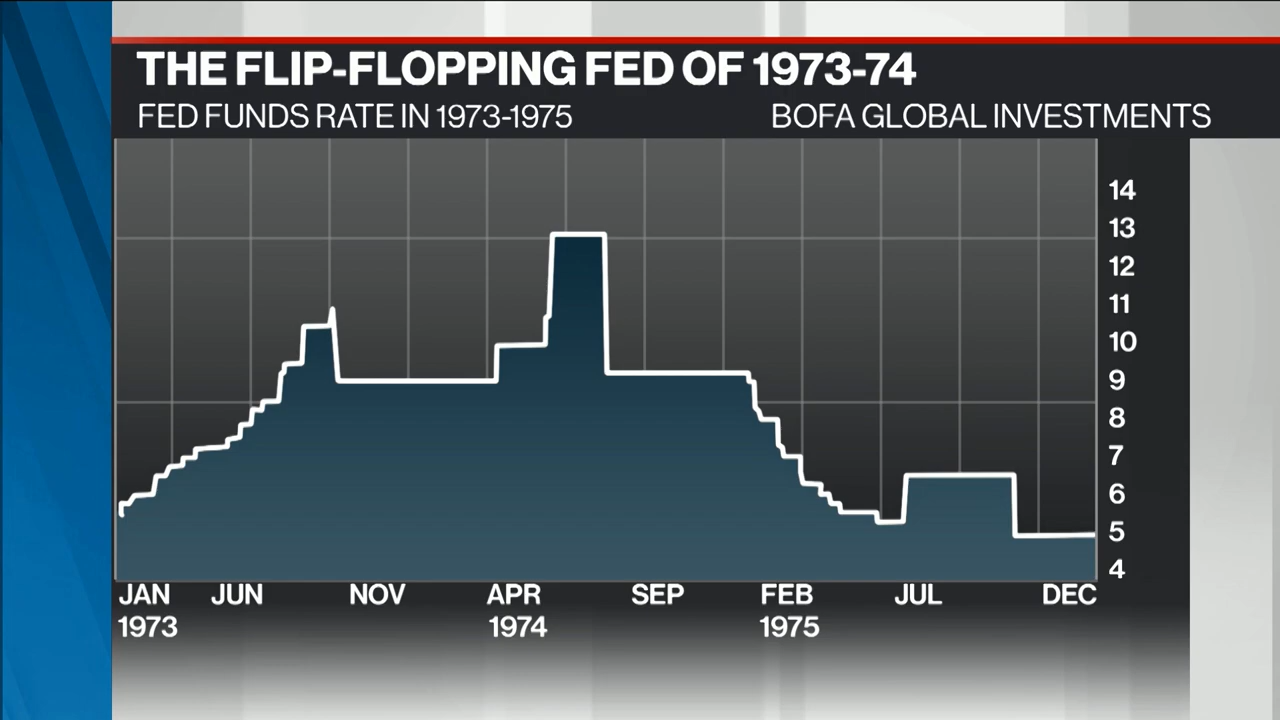 THE FLIP-FLOPPING FED OF 1973-74
FED FUNDS RATE IN 1973-1975 BOFA GLOBAL INVESTMENTS
14
13
12
11
10
9
8
7
6
5
4
JAN JUN NOV APR SEP FEB JUL DEC
1973 1974 1975